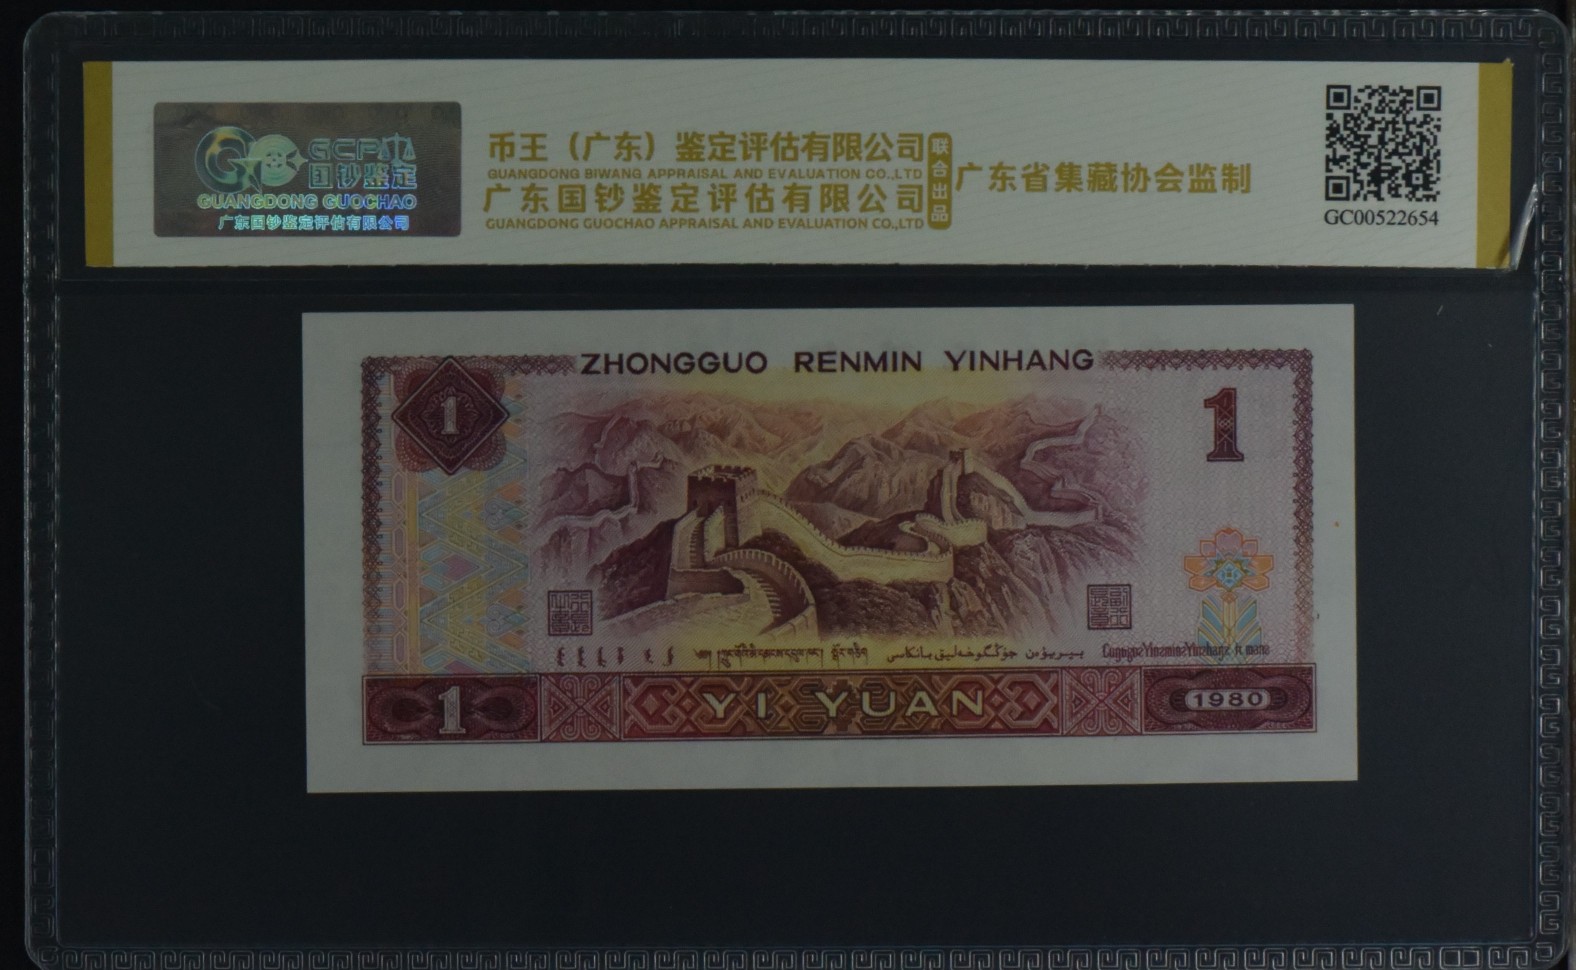 GCPA
国钞鉴定
GUANGDONG GUOCHAO
广东国钞鉴定评估有限公司
币王（广东）鉴定评估有限公司
GUANGDONG BIWANG APPRAISAL AND EVALUATION CO.,LTD
广东国钞鉴定评估有限公司
GUANGDONG GUOCHAO APPRAISAL AND EVALUATION CO.,LTD
联合出品
广东省集藏协会监制
GC00522654
ZHONGGUO RENMIN YINHANG
1
1
1
YI YUAN
1980